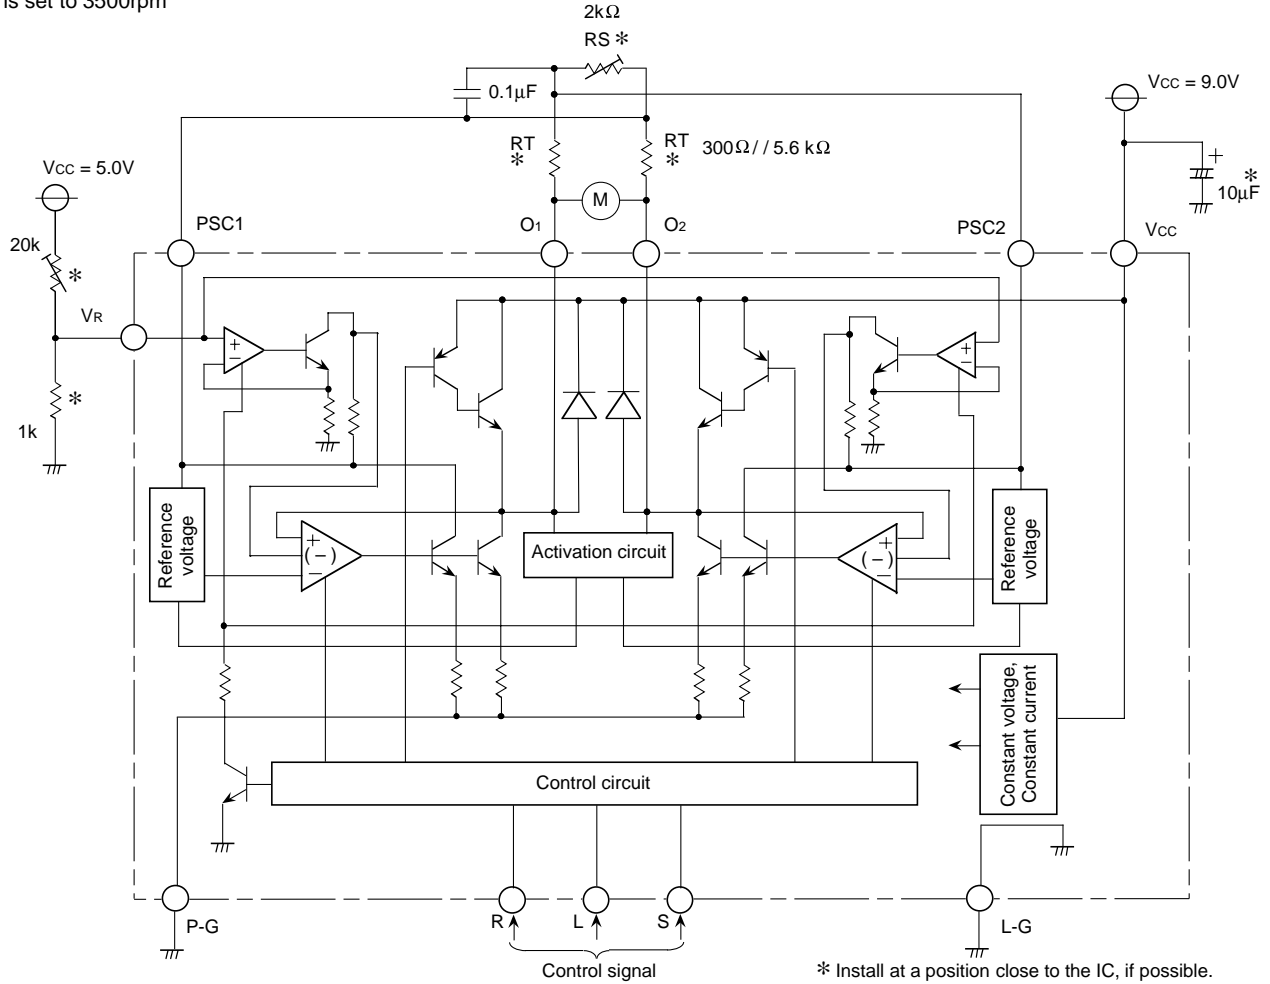 is set to 3500rpm
2kΩ
RS *
0.1μF
VCC = 9.0V
RT
*
RT
*
300Ω// 5.6 kΩ
+
*
10μF
VCC = 5.0V
PSC1
O1
M
O2
PSC2
VCC
20k
*
VR
+
−
+
−
*
1k
Reference
voltage
+
(−)
−
Activation circuit
+
(−)
−
Reference
voltage
Constant voltage,
Constant current
Control circuit
P-G
R
L
S
L-G
Control signal
* Install at a position close to the IC, if possible.